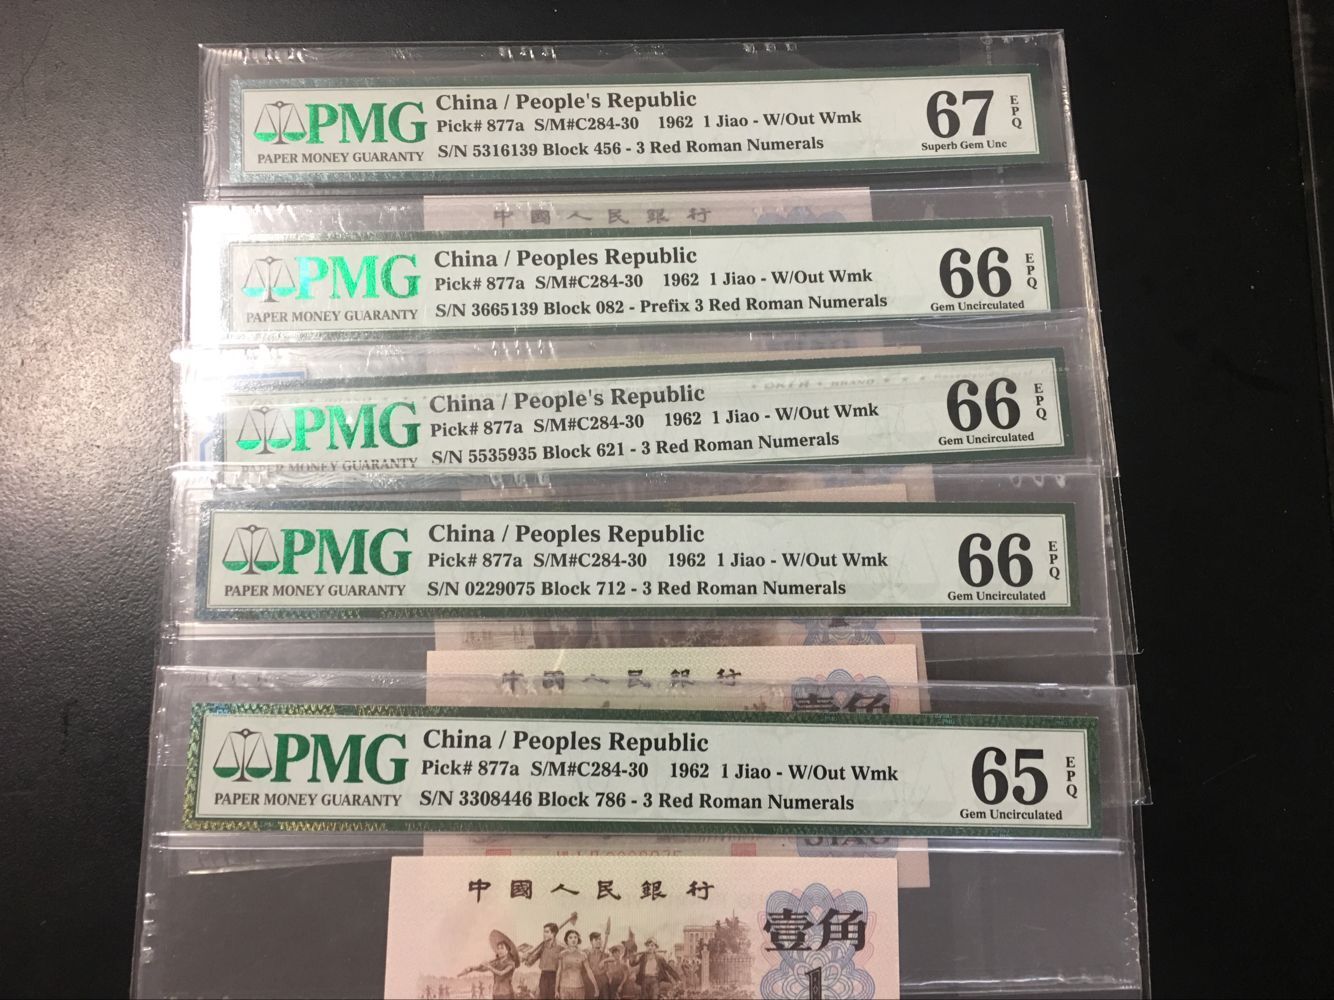 PMG
PAPER MONEY GUARANTY
China / People's Republic
Pick# 877a S/M#C284-30 1962 1 Jiao - W/Out Wmk
S/N 5316139 Block 456 - 3 Red Roman Numerals
67 EPQ
Superb Gem Unc
中國人民銀行
PMG
PAPER MONEY GUARANTY
China / Peoples Republic
Pick# 877a S/M#C284-30 1962 1 Jiao - W/Out Wmk
S/N 3665139 Block 082 - Prefix 3 Red Roman Numerals
66 EPQ
Gem Uncirculated
PMG
PAPER MONEY GUARANTY
China / People's Republic
Pick# 877a S/M#C284-30 1962 1 Jiao - W/Out Wmk
S/N 5535935 Block 621 - 3 Red Roman Numerals
66 EPQ
Gem Uncirculated
PMG
PAPER MONEY GUARANTY
China / Peoples Republic
Pick# 877a S/M#C284-30 1962 1 Jiao - W/Out Wmk
S/N 0229075 Block 712 - 3 Red Roman Numerals
66 EPQ
Gem Uncirculated
中國人民銀行
壹角
PMG
PAPER MONEY GUARANTY
China / Peoples Republic
Pick# 877a S/M#C284-30 1962 1 Jiao - W/Out Wmk
S/N 3308446 Block 786 - 3 Red Roman Numerals
65 EPQ
Gem Uncirculated
中國人民銀行
壹角
1